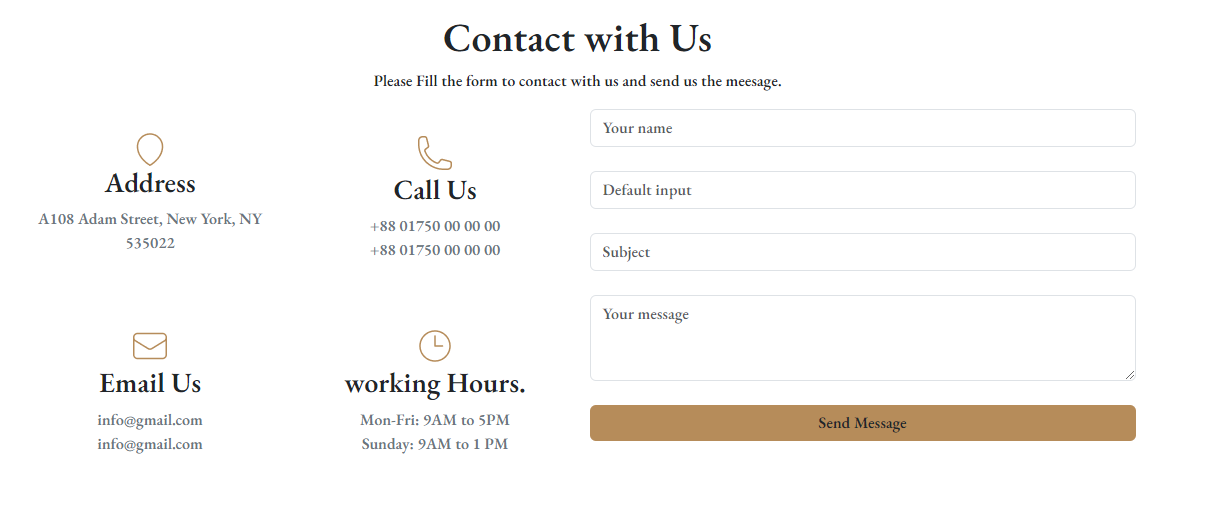 Contact with Us
Please Fill the form to contact with us and send us the meesage.
Address
A108 Adam Street, New York, NY
535022
Call Us
+88 01750 00 00 00
+88 01750 00 00 00
Email Us
info@gmail.com
info@gmail.com
working Hours.
Mon-Fri: 9AM to 5PM
Sunday: 9AM to 1 PM
Your name
Default input
Subject
Your message
Send Message